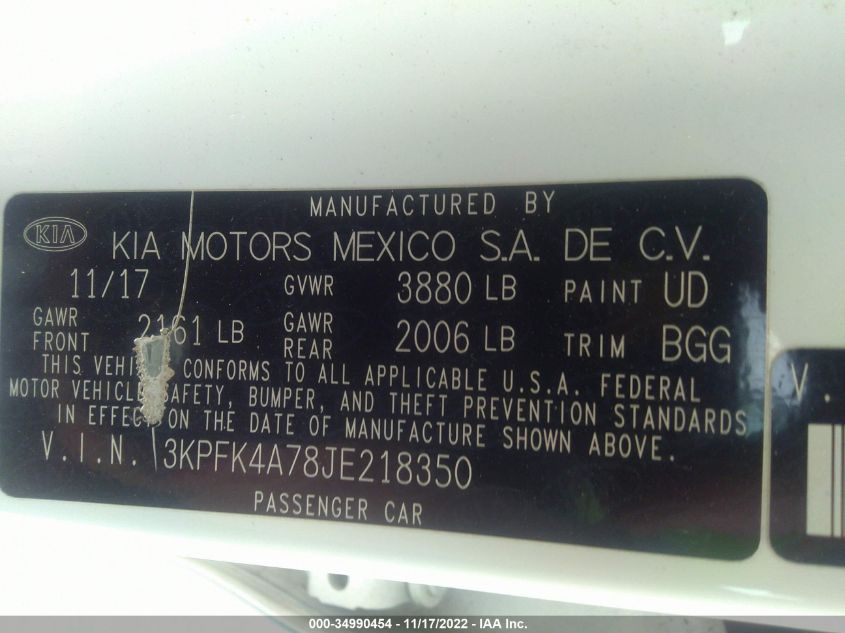 MANUFACTURED BY
KIA KIA MOTORS MEXICO S.A. DE C.V.
11/17 GVWR 3880 LB PAINT UD
GAWR FRONT 2161 LB GAWR REAR 2006 LB TRIM BGG
THIS CONFORMS TO ALL APPLICABLE U.S.A. FEDERAL
MOTOR VEHICLE SAFETY, BUMPER, AND THEFT PREVENTION STANDARDS
IN EFFECT ON THE DATE OF MANUFACTURE SHOWN ABOVE.
V.I.N. 3KPFK4A78JE218350
PASSENGER CAR
V.
000-34990454 - 11/17/2022 - IAA Inc.